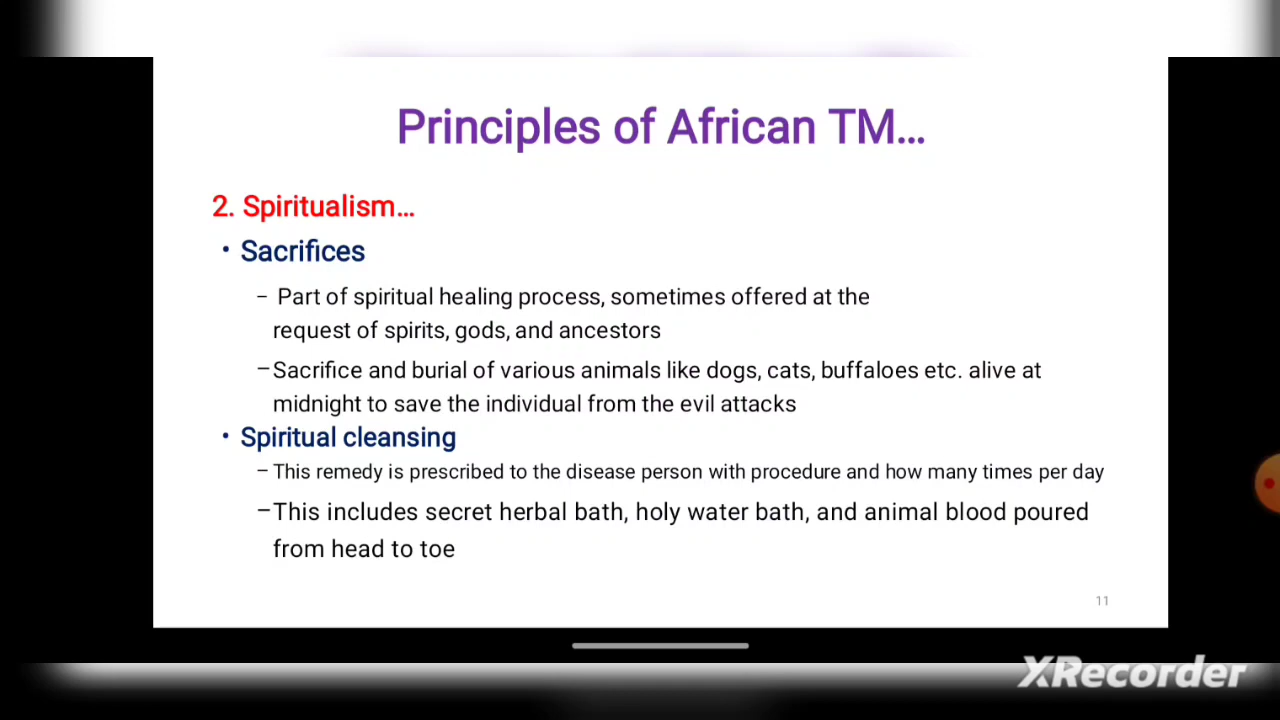 Principles of African TM...
2. Spiritualism...
• Sacrifices
– Part of spiritual healing process, sometimes offered at the
request of spirits, gods, and ancestors
–Sacrifice and burial of various animals like dogs, cats, buffaloes etc. alive at
midnight to save the individual from the evil attacks
• Spiritual cleansing
–This remedy is prescribed to the disease person with procedure and how many times per day
–This includes secret herbal bath, holy water bath, and animal blood poured
from head to toe
11
XRecorder